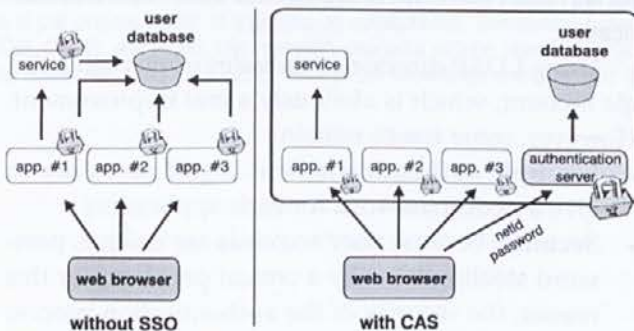 user
database
service
app. #1
app. #2
app. #3
web browser
without SSO
user
database
service
app. #1
app. #2
app. #3
authentication
server
netid
password
web browser
with CAS